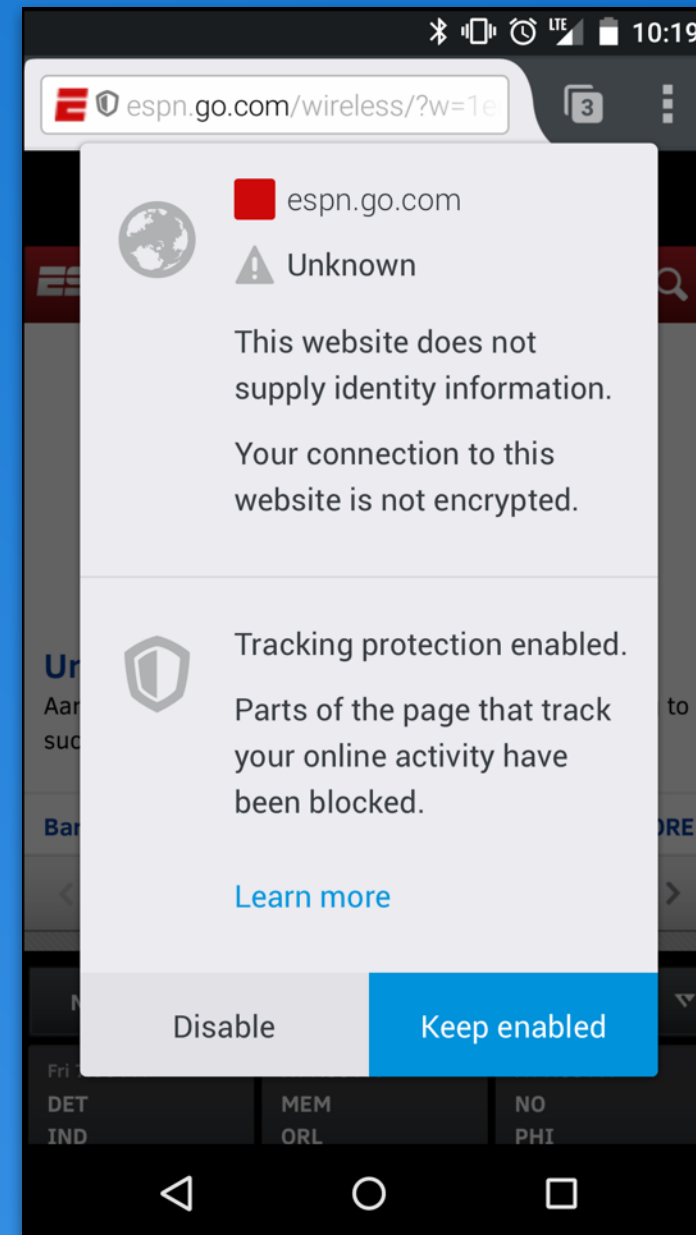 LTE 10:19
espn.go.com/wireless/?w=1e
3
espn.go.com
Unknown
This website does not
supply identity information.
Your connection to this
website is not encrypted.
Tracking protection enabled.
Parts of the page that track
your online activity have
been blocked.
Learn more
Disable
Keep enabled
Fri
DET MEM NO
IND ORL PHI